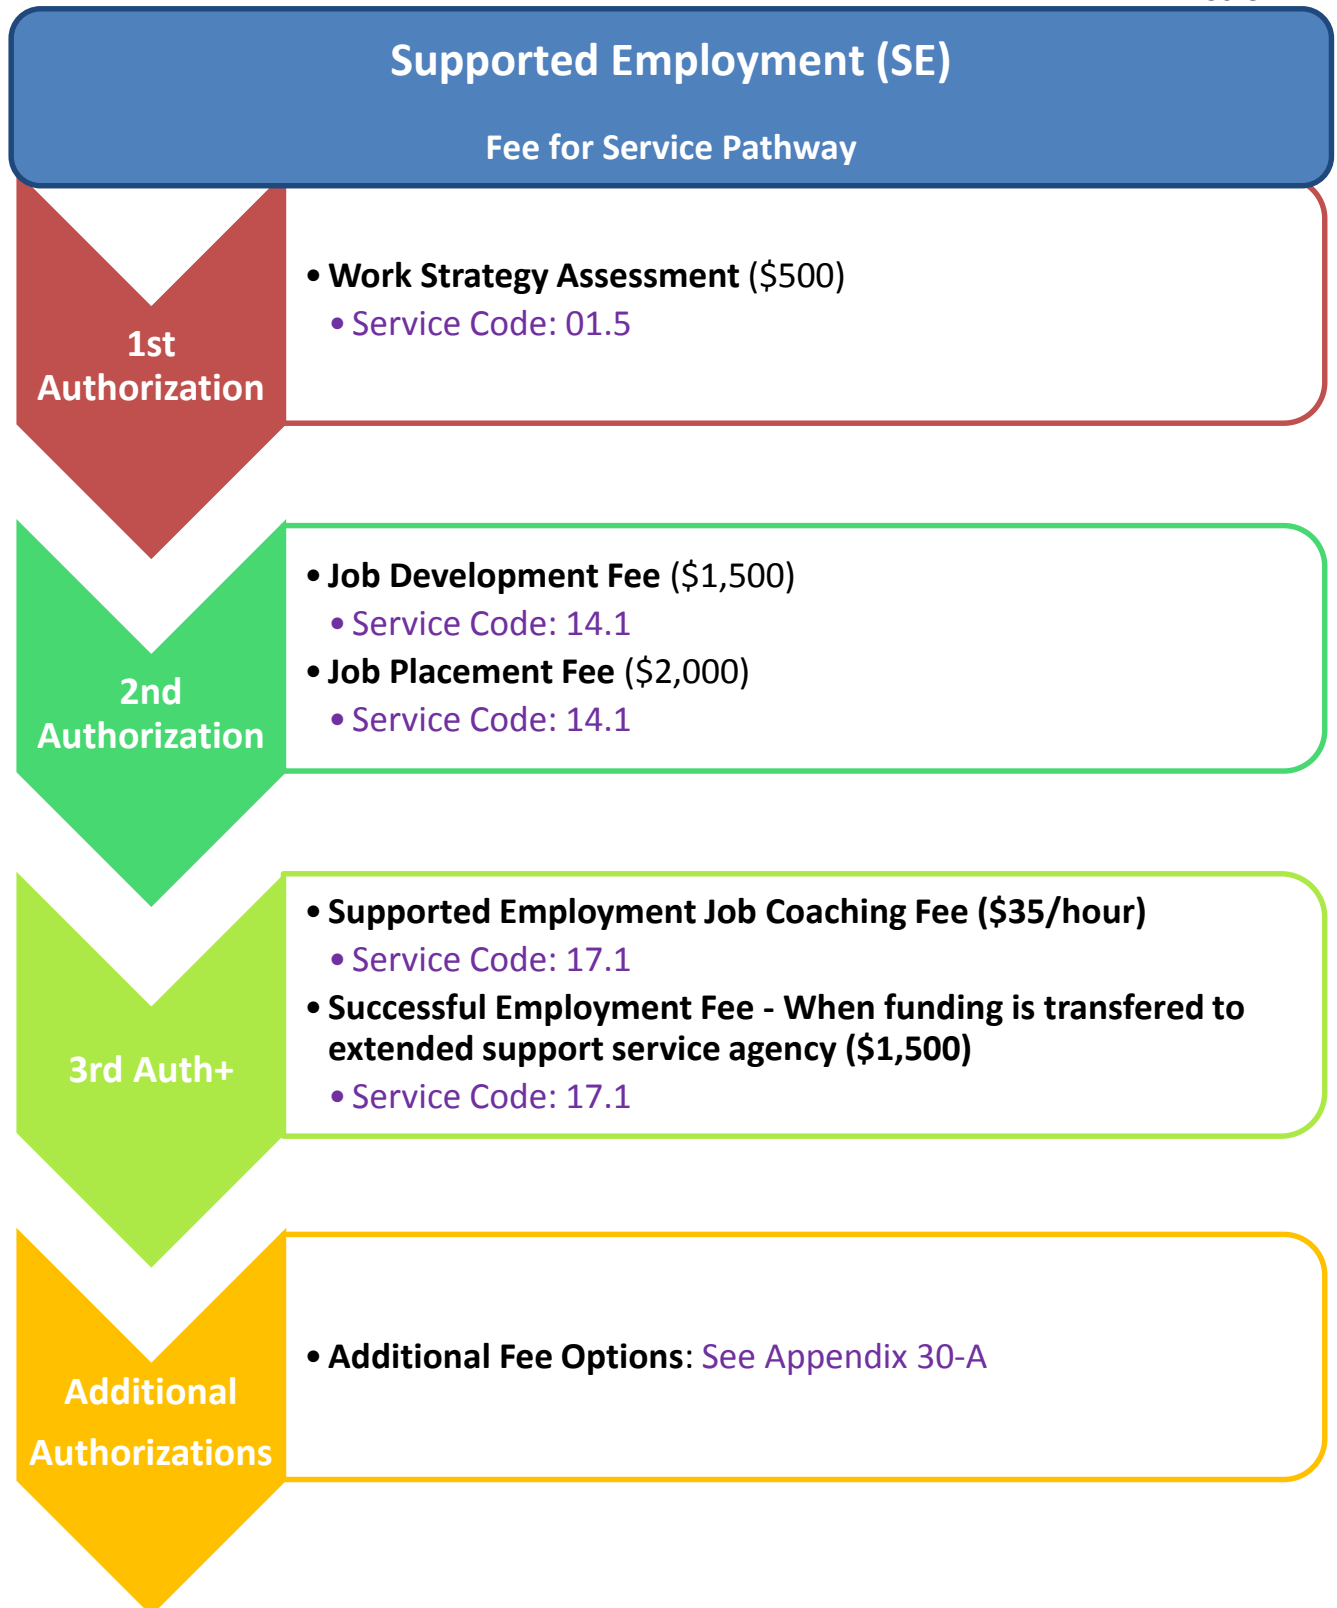 Supported Employment (SE)
Fee for Service Pathway
1st
Authorization
• Work Strategy Assessment ($500)
• Service Code: 01.5
2nd
Authorization
• Job Development Fee ($1,500)
• Service Code: 14.1
• Job Placement Fee ($2,000)
• Service Code: 14.1
3rd Auth+
• Supported Employment Job Coaching Fee ($35/hour)
• Service Code: 17.1
• Successful Employment Fee - When funding is transfered to
extended support service agency ($1,500)
• Service Code: 17.1
Additional
Authorizations
• Additional Fee Options: See Appendix 30-A